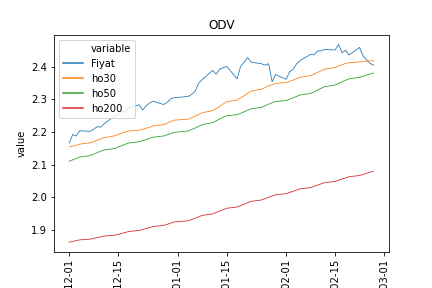 ODV
variable
Fiyat
ho30
ho50
ho200
value
2.4
2.3
2.2
2.1
2.0
1.9
12-01
12-15
01-01
01-15
02-01
02-15
03-01